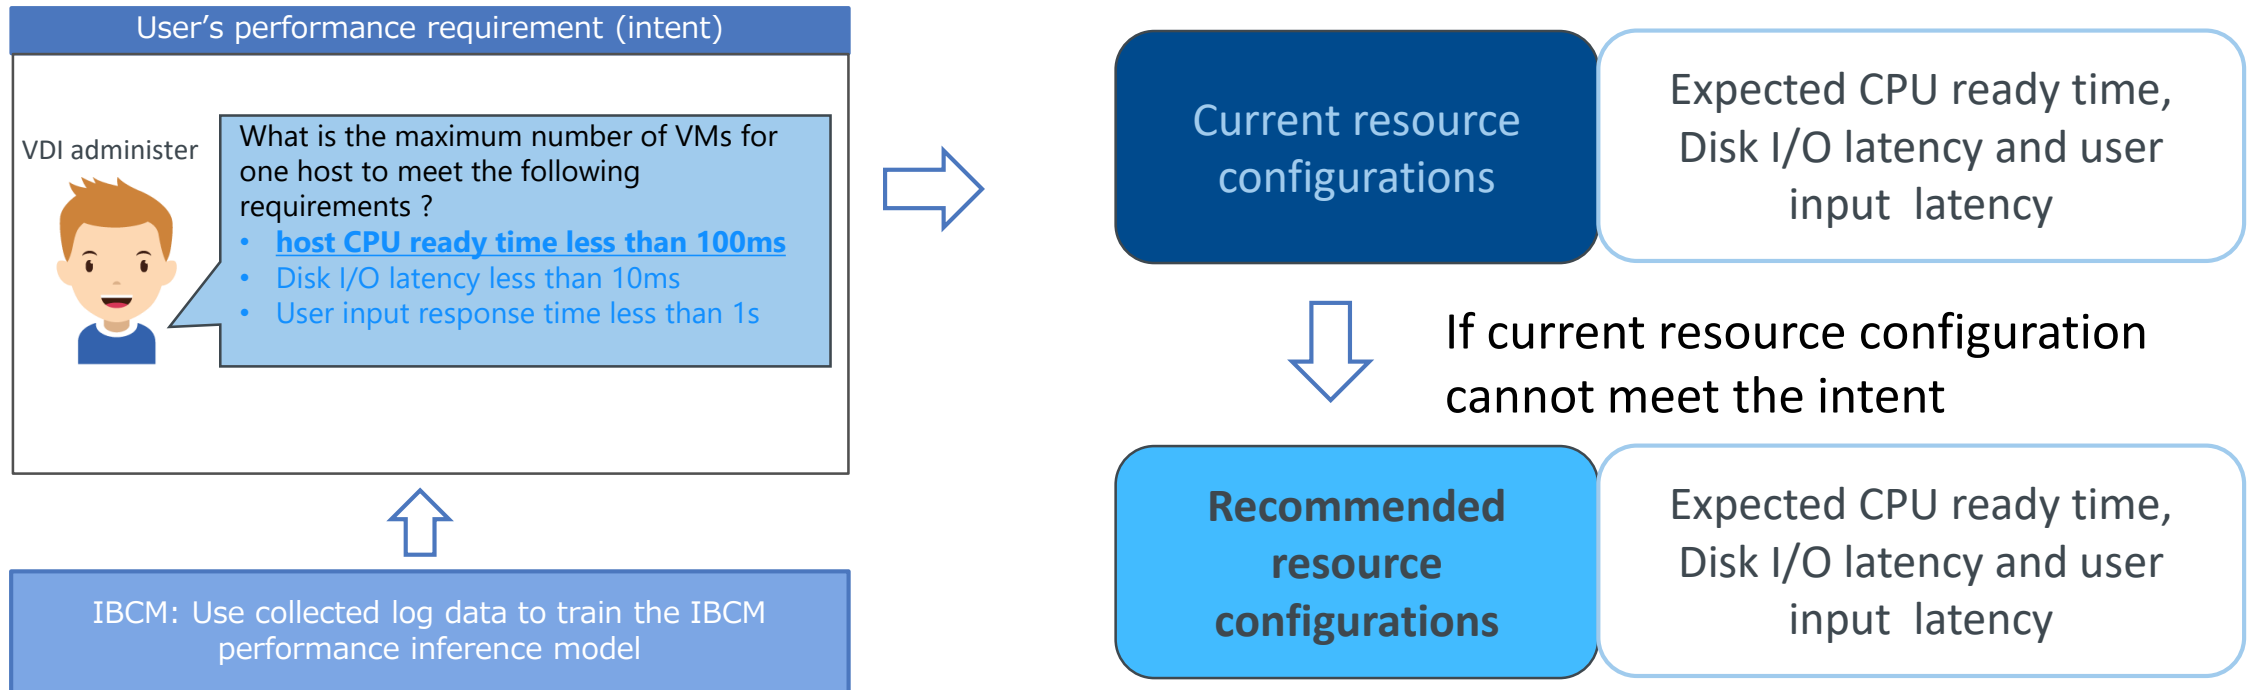 User’s performance requirement (intent)
VDI administer
What is the maximum number of VMs for
one host to meet the following
requirements ?
• host CPU ready time less than 100ms
• Disk I/O latency less than 10ms
• User input response time less than 1s
IBCM: Use collected log data to train the IBCM
performance inference model
Current resource
configurations
Expected CPU ready time,
Disk I/O latency and user
input  latency
If current resource configuration
cannot meet the intent
Recommended
resource
configurations
Expected CPU ready time,
Disk I/O latency and user
input  latency